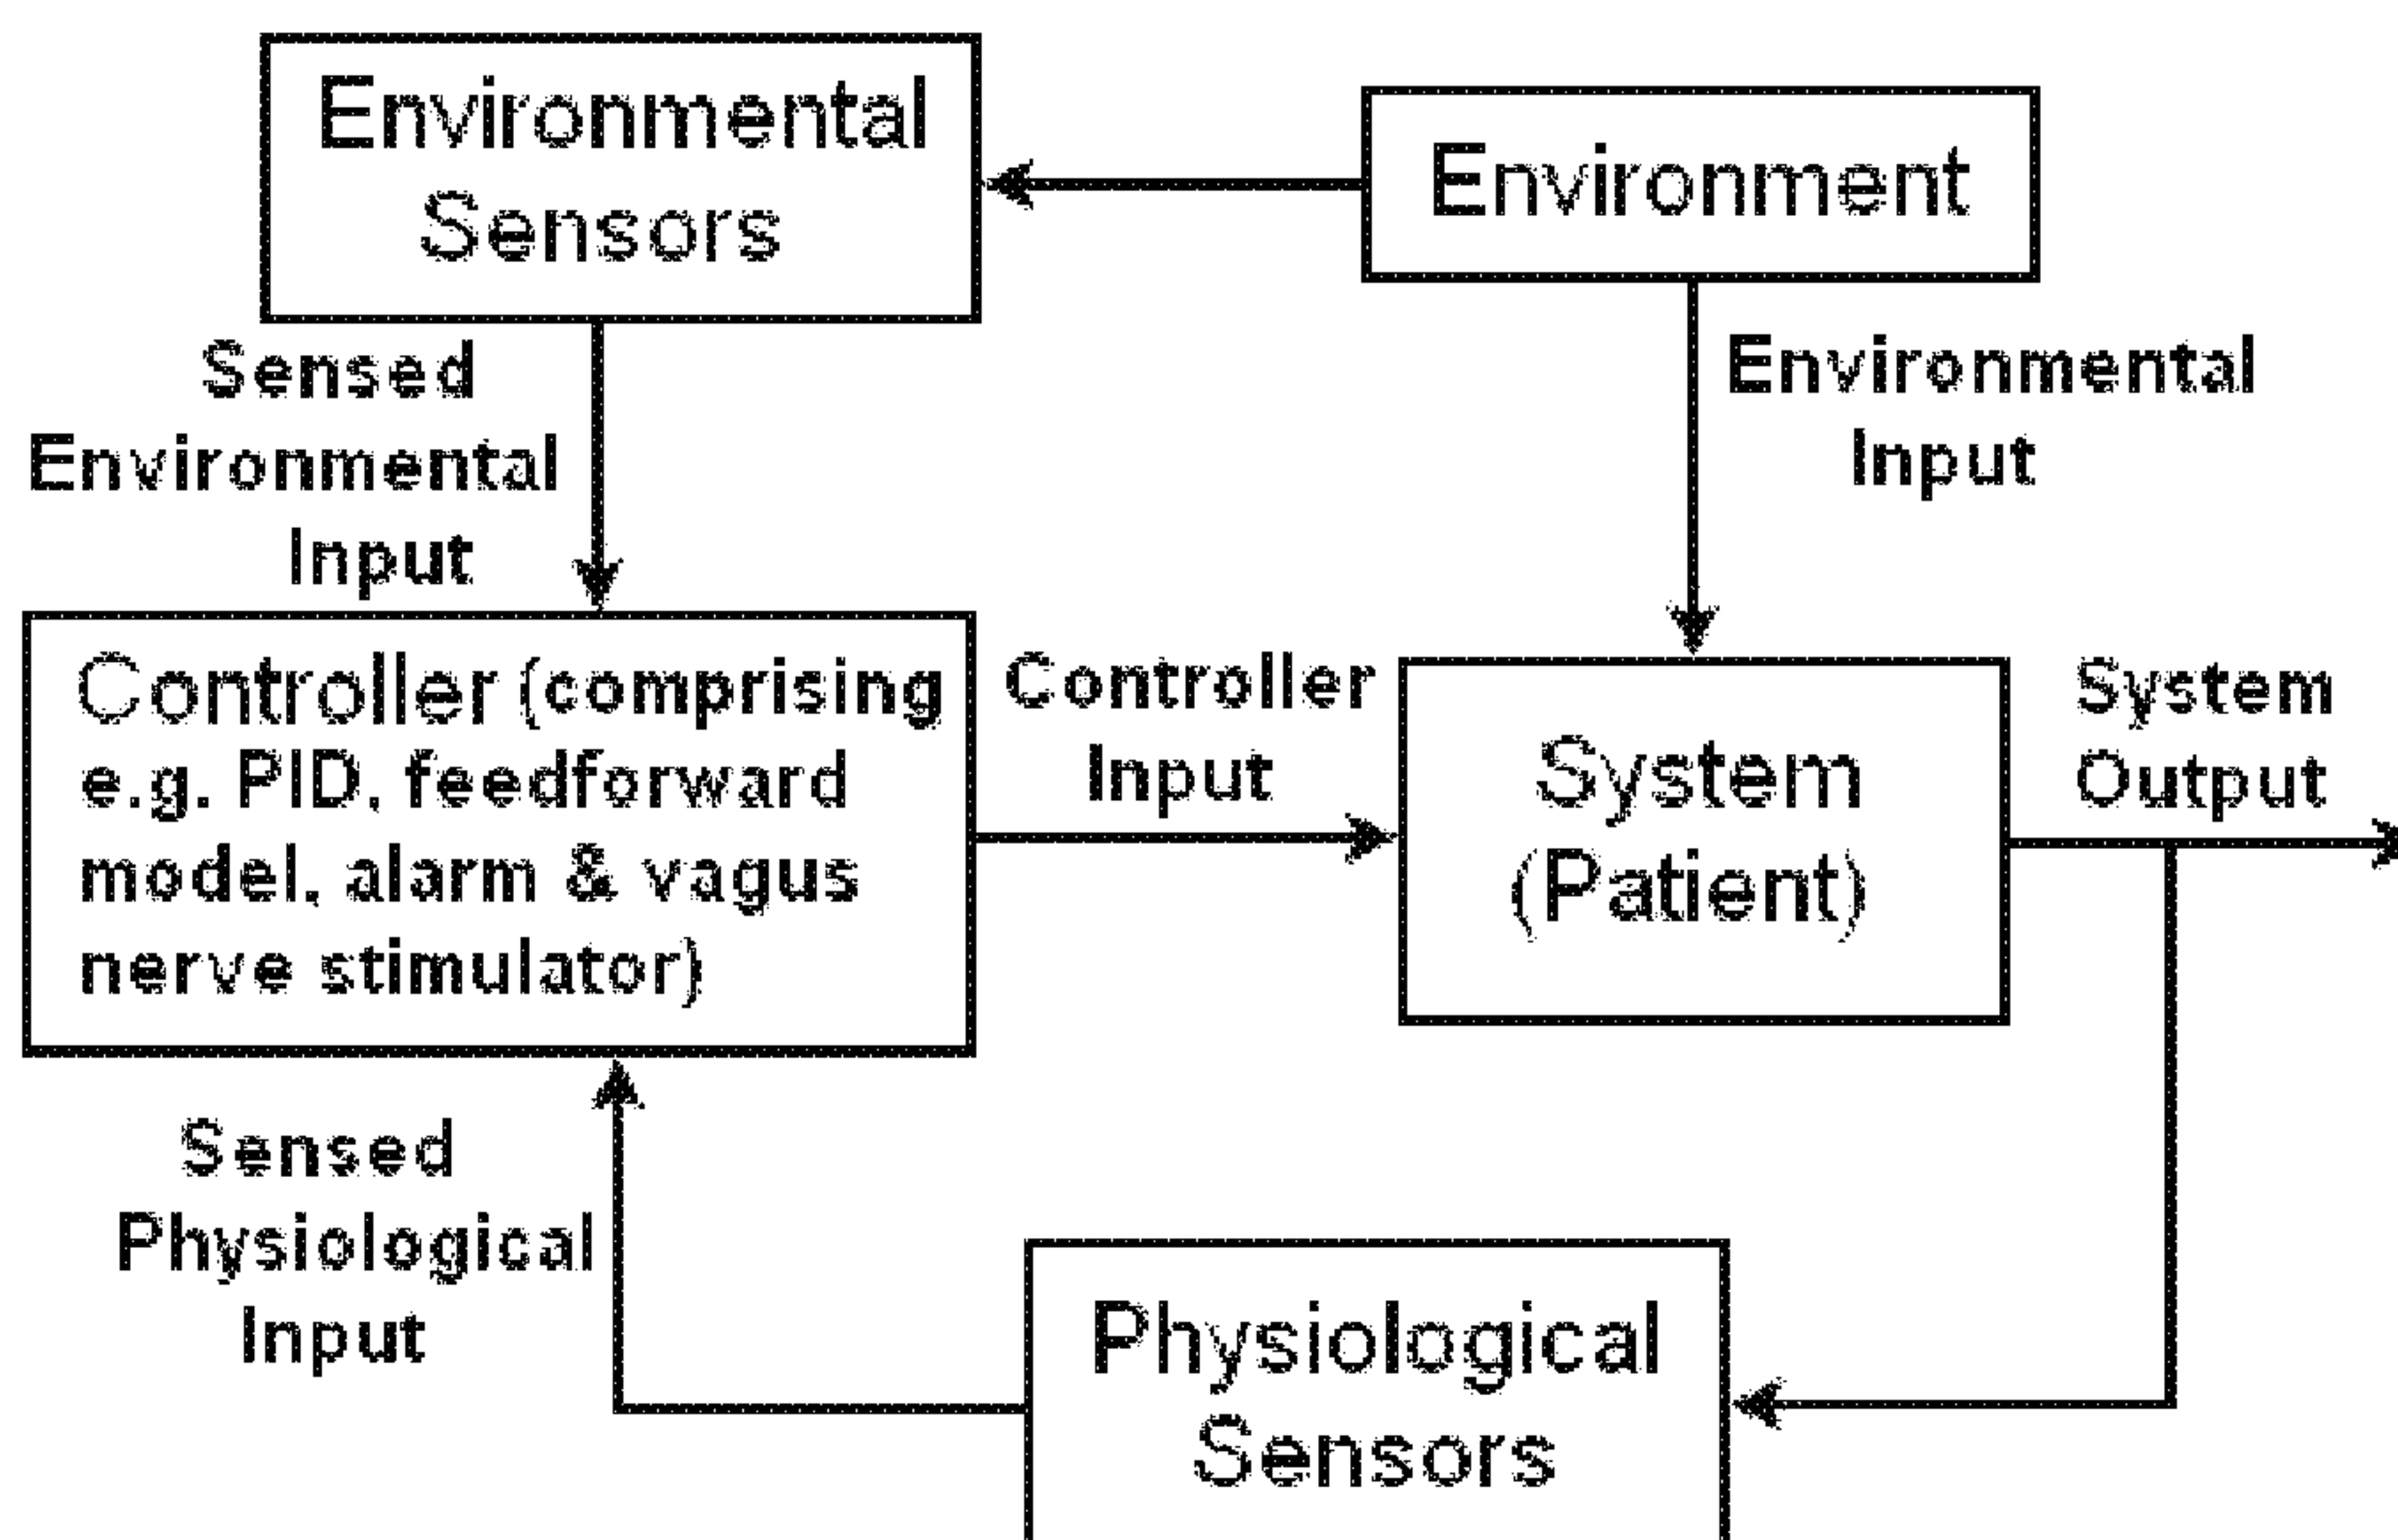 Environmental
Sensors
Environment
Sensed
Environmental
Input
Environmental
Input
Controller (comprising
e.g. PID, feedforward
model, alarm & vagus
nerve stimulator)
Controller
Input
System
(Patient)
System
Output
Sensed
Physiological
Input
Physiological
Sensors